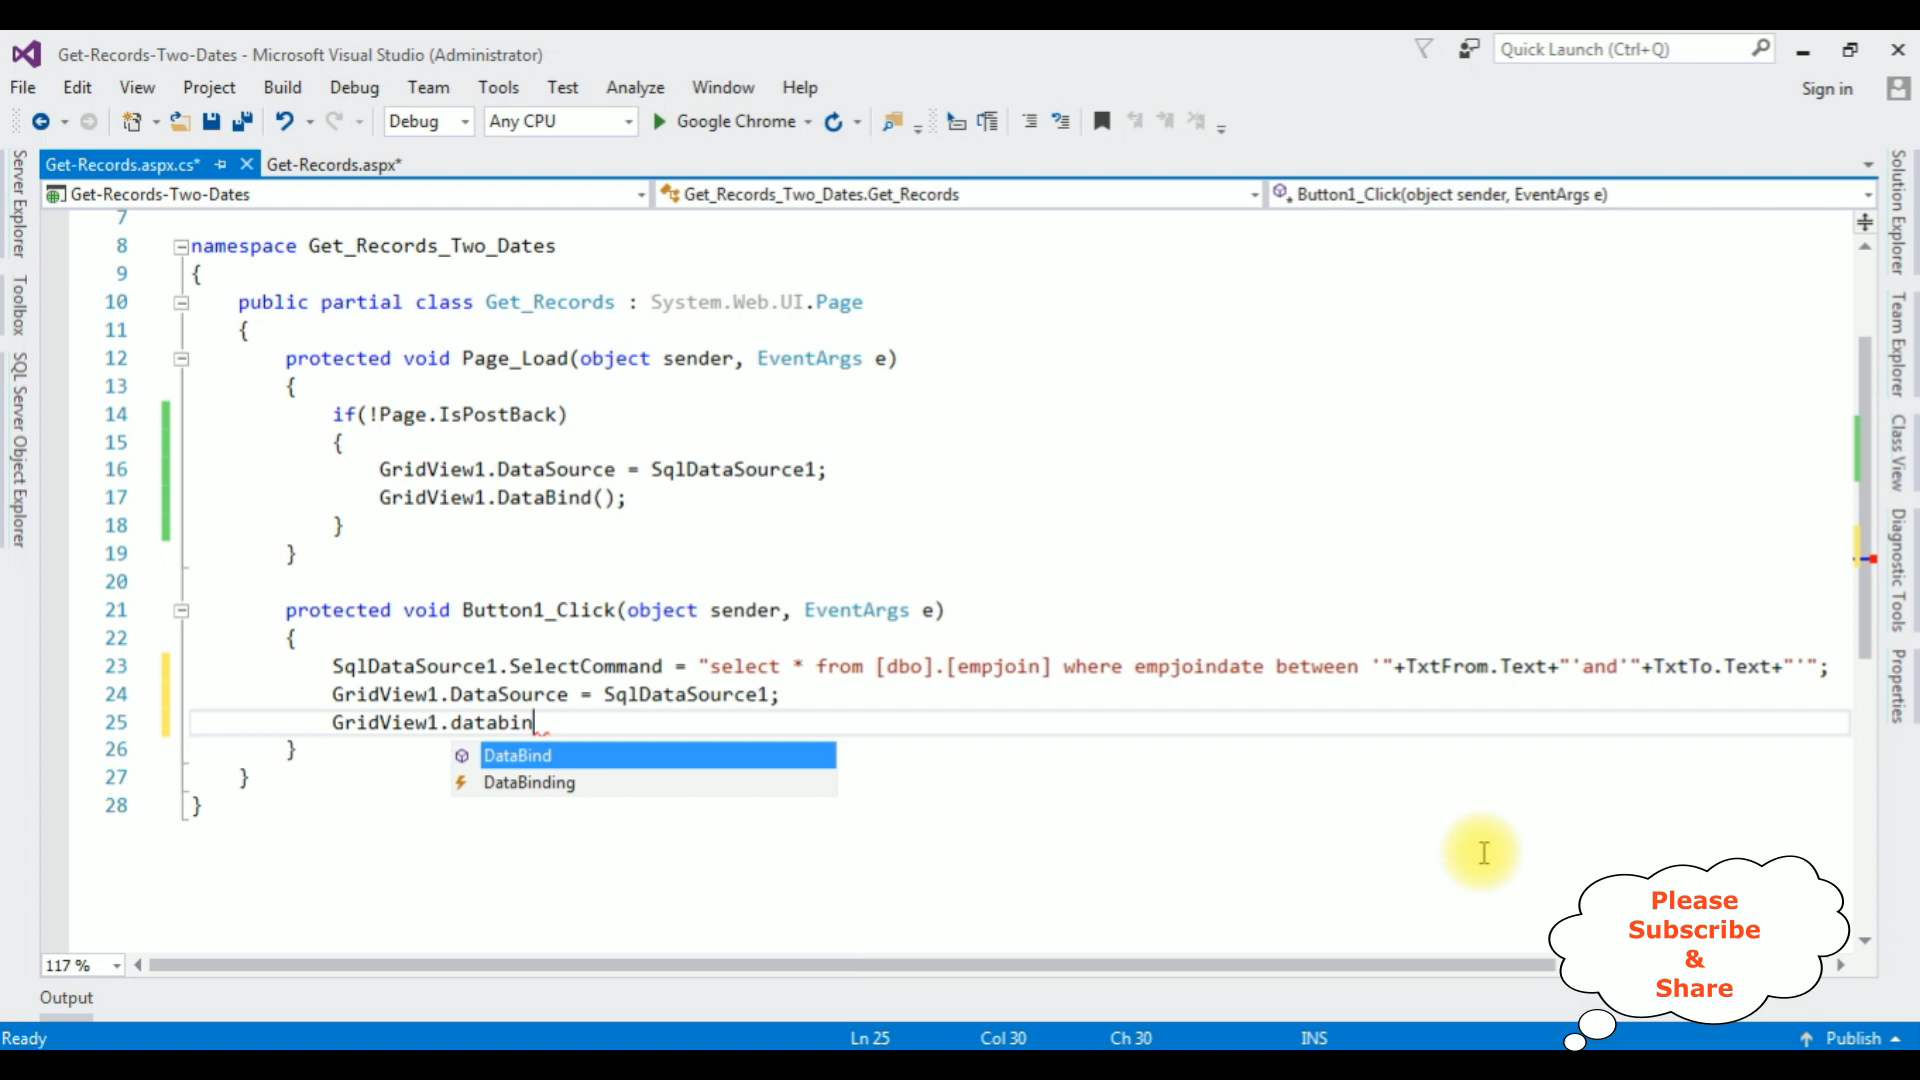 Get-Records-Two-Dates - Microsoft Visual Studio (Administrator)
Quick Launch (Ctrl+Q)
File Edit View Project Build Debug Team Tools Test Analyze Window Help
Sign in
Debug Any CPU Google Chrome
Get-Records.aspx.cs* Get-Records.aspx*
Get-Records-Two-Dates Get_Records_Two_Dates.Get_Records Button1_Click(object sender, EventArgs e)
Server Explorer
Toolbox
SQL Server Object Explorer
7
8 namespace Get_Records_Two_Dates
9 {
10 public partial class Get_Records : System.Web.UI.Page
11 {
12 protected void Page_Load(object sender, EventArgs e)
13 {
14 if(!Page.IsPostBack)
15 {
16 GridView1.DataSource = SqlDataSource1;
17 GridView1.DataBind();
18 }
19 }
20
21 protected void Button1_Click(object sender, EventArgs e)
22 {
23 SqlDataSource1.SelectCommand = "select * from [dbo].[empjoin] where empjoindate between '"+TxtFrom.Text+"'and'"+TxtTo.Text+"'";
24 GridView1.DataSource = SqlDataSource1;
25 GridView1.databin
DataBind
DataBinding
26 }
27 }
28 }
Solution Explorer
Team Explorer
Class View
Diagnostic Tools
Properties
Please
Subscribe
&
Share
117 %
Output
Ready Ln 25 Col 30 Ch 30 INS Publish